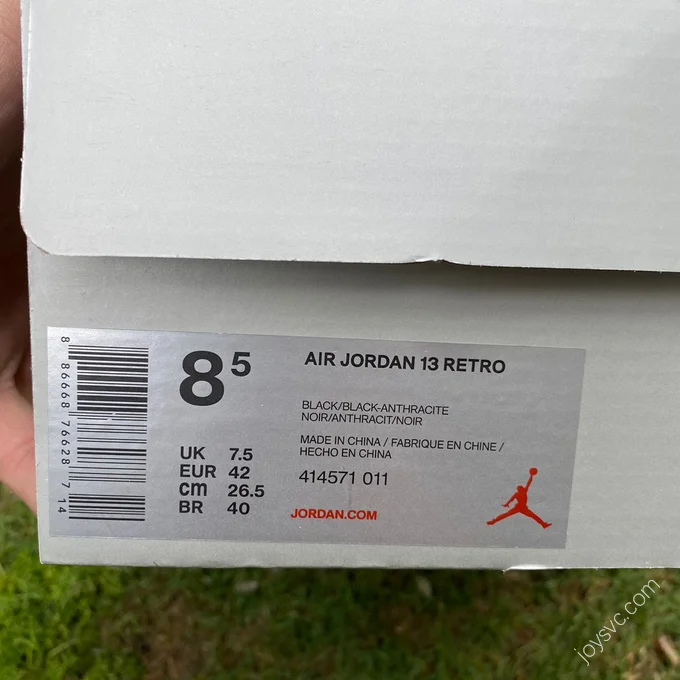 8 86668 76628 7 14
8 5
AIR JORDAN 13 RETRO
BLACK/BLACK-ANTHRACITE
NOIR/ANTHRACIT/NOIR
MADE IN CHINA / FABRIQUE EN CHINE /
HECHO EN CHINA
414571 011
UK 7.5
EUR 42
cm 26.5
BR 40
JORDAN.COM
joysvc.com